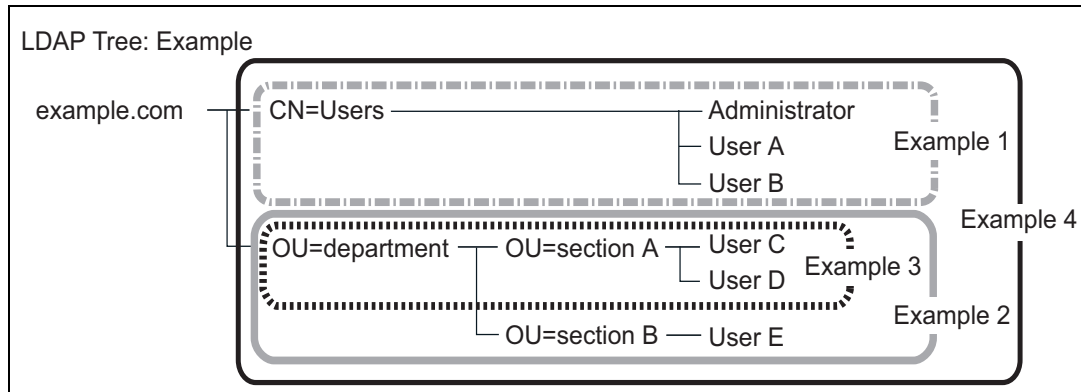 LDAP Tree: Example
example.com
CN=Users
Administrator
User A
User B
Example 1
Example 4
OU=department
OU=section A
User C
User D
Example 3
Example 2
OU=section B
User E